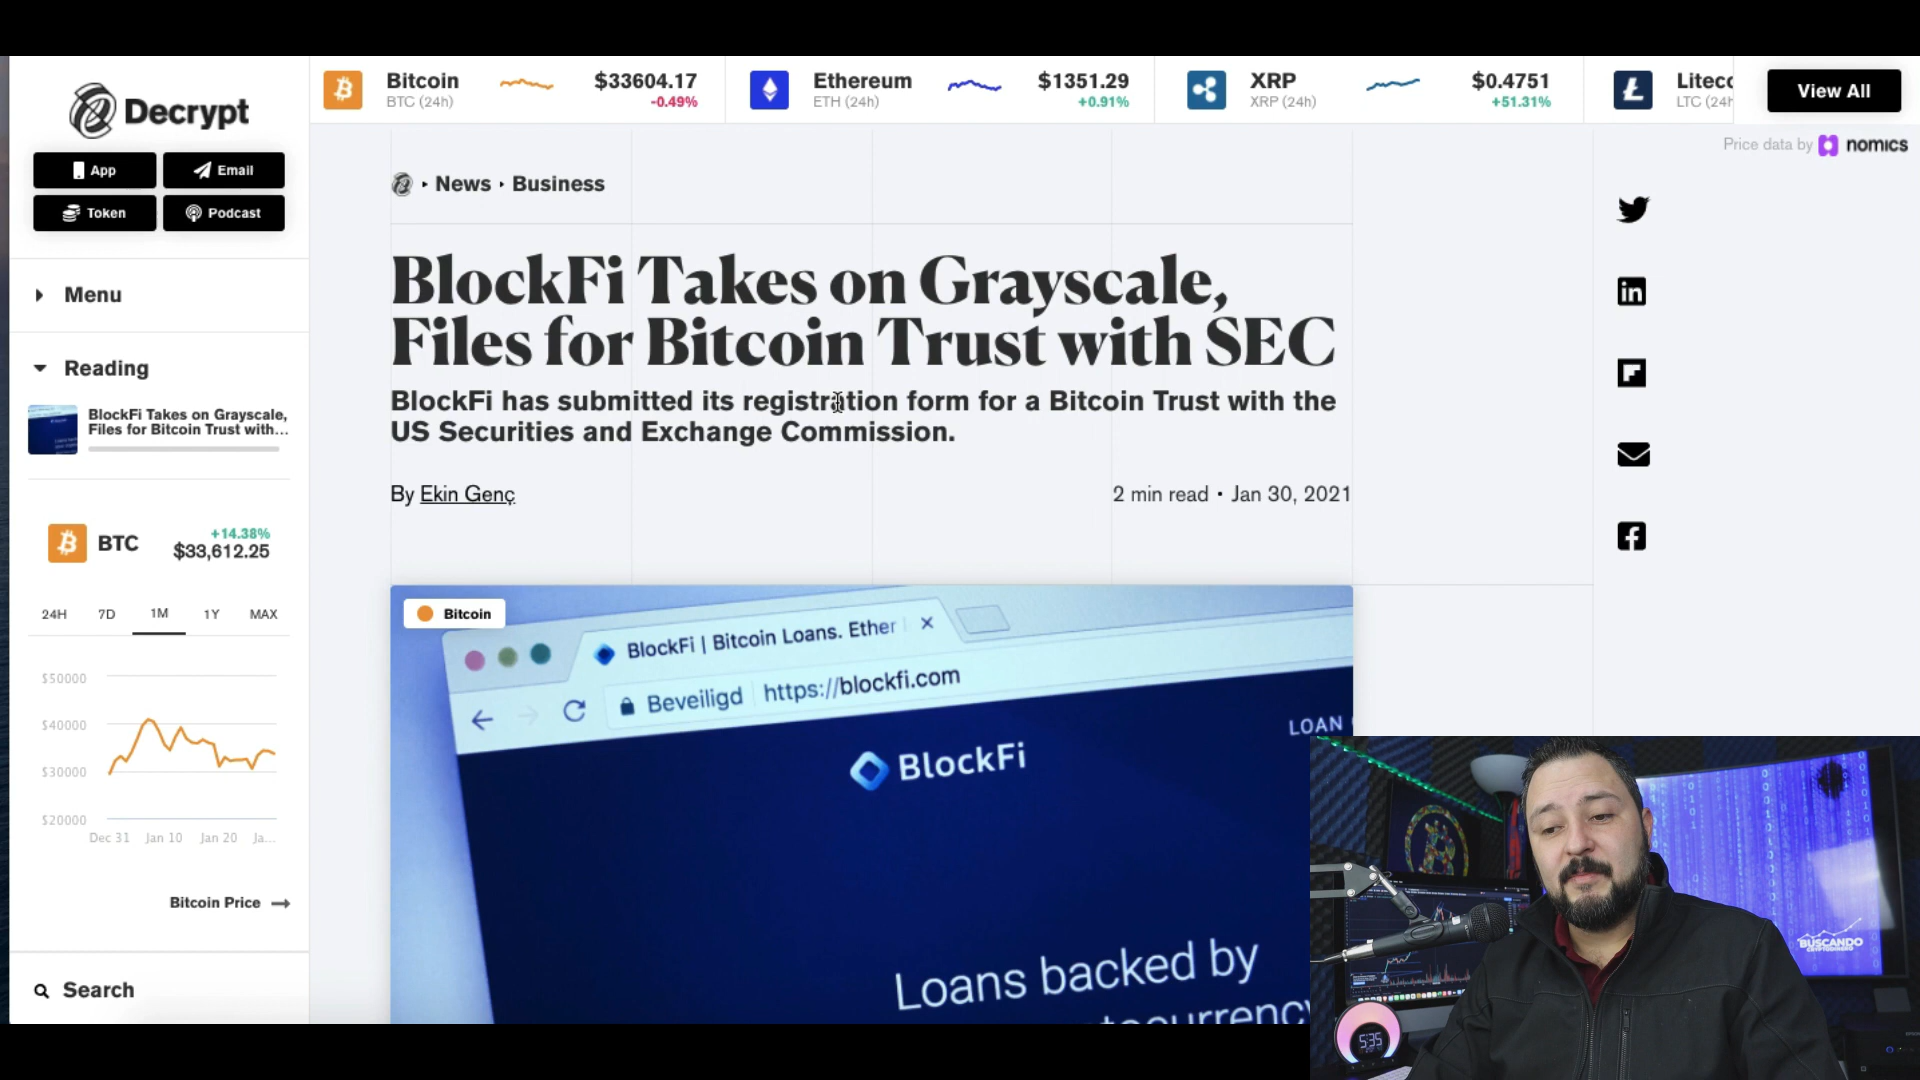 Decrypt
App
Email
Token
Podcast
Menu
Reading
BlockFi Takes on Grayscale,
Files for Bitcoin Trust with...
BTC
+14.38%
$33,612.25
24H 7D 1M 1Y MAX
$50000
$40000
$30000
$20000
Dec 31 Jan 10 Jan 20 Ja...
Bitcoin Price
Search
Bitcoin
BTC (24h)
$33604.17
-0.49%
Ethereum
ETH (24h)
$1351.29
+0.91%
XRP
XRP (24h)
$0.4751
+51.31%
Litec
LTC (24h
View All
Price data by nomics
News Business
BlockFi Takes on Grayscale,
Files for Bitcoin Trust with SEC
BlockFi has submitted its registration form for a Bitcoin Trust with the
US Securities and Exchange Commission.
By Ekin Genç
2 min read • Jan 30, 2021
Bitcoin
BlockFi | Bitcoin Loans. Ether
Beveiligd https://blockfi.com
LOAN
BlockFi
Loans backed by
BUSCANDO
5:35